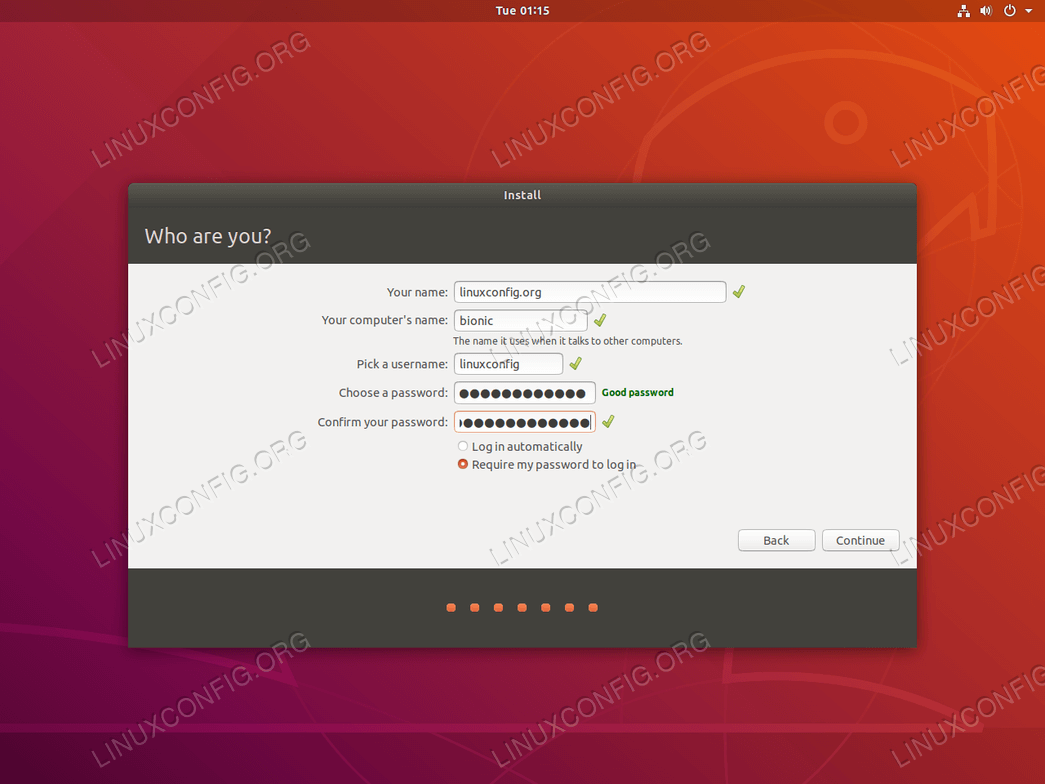 Tue 01:15
LINUXCONFIG.ORG LINUXCONFIG.ORG LINUXCONFIG.ORG
Install
Who are you?
LINUXCONFIG.ORG LINUXCONFIG.ORG LINUXCONFIG.ORG
Your name: linuxconfig.org
Your computer's name: bionic
The name it uses when it talks to other computers.
Pick a username: linuxconfig
Choose a password: ●●●●●●●●●●●● Good password
Confirm your password: ●●●●●●●●●●●●
Log in automatically
Require my password to log in
LINUXCONFIG.ORG LINUXCONFIG.ORG LINUXCONFIG.ORG
Back Continue
LINUXCONFIG.ORG LINUXCONFIG.ORG LINUXCONFIG.ORG